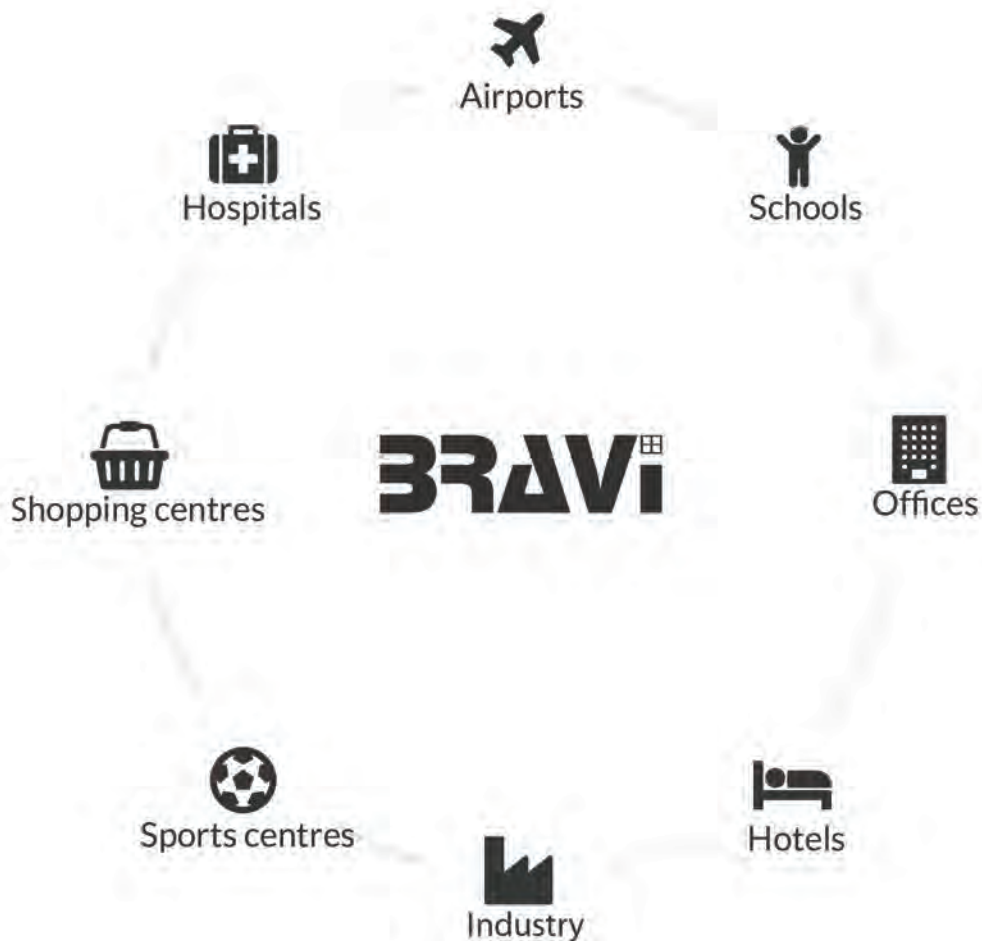 Airports
Hospitals
Schools
BRAVi
Shopping centres
Offices
Sports centres
Hotels
Industry